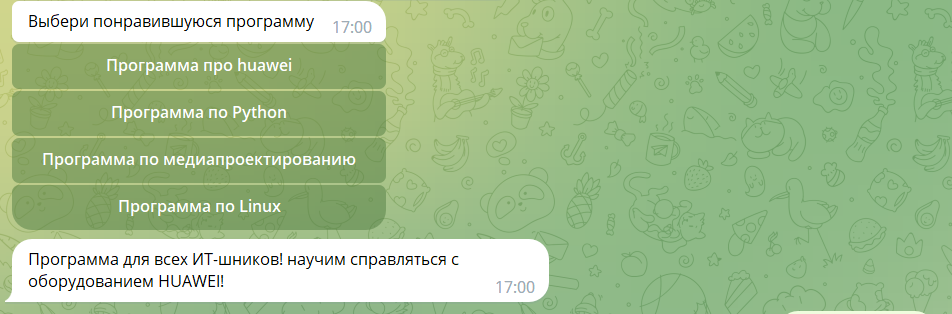 Выбери понравившуюся программу
17:00
Программа про huawei
Программа по Python
Программа по медиапроектированию
Программа по Linux
Программа для всех ИТ-шников! научим справляться с
оборудованием HUAWEI!
17:00